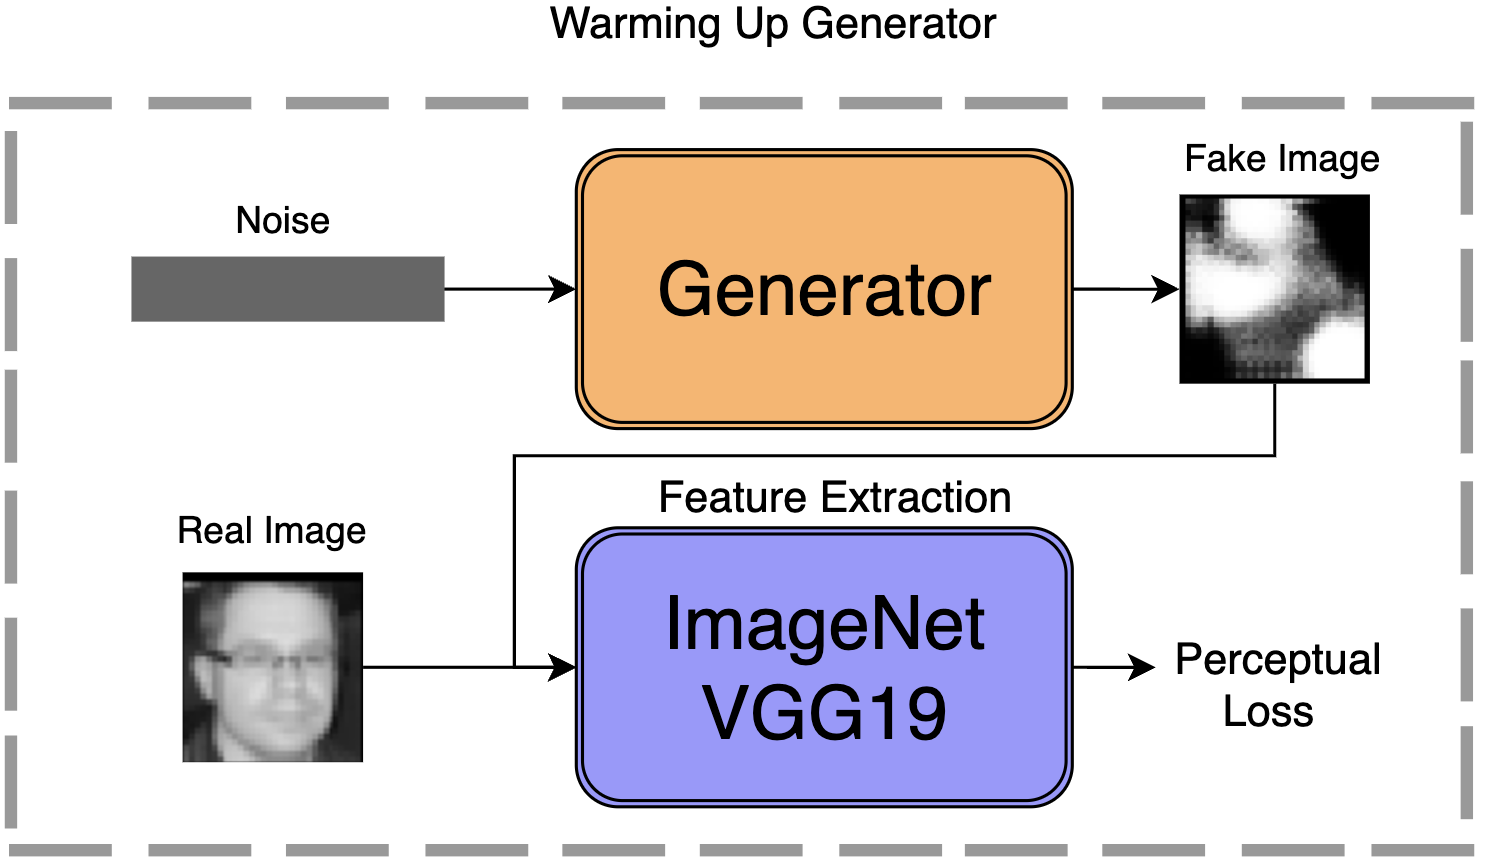 Warming Up Generator
Fake Image
Noise
Generator
Feature Extraction
Real Image
ImageNet
VGG19
Perceptual
Loss